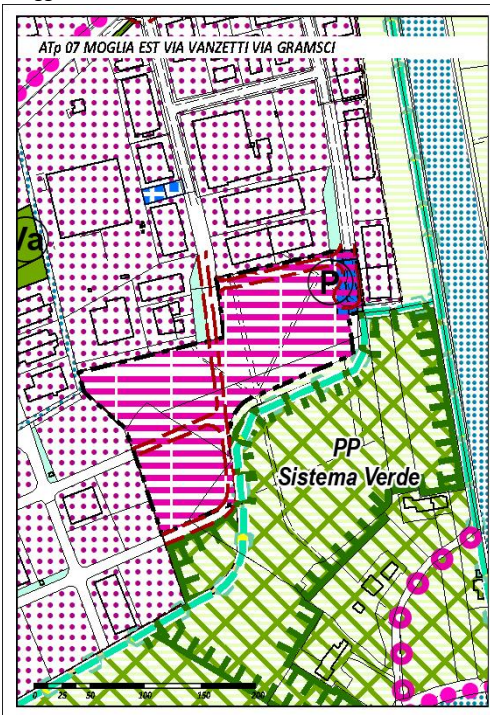 ATp 07 MOGLIA EST VIA VANZETTI VIA GRAMSCI
Va
P
PP
Sistema Verde
0 25 50 100 150 200